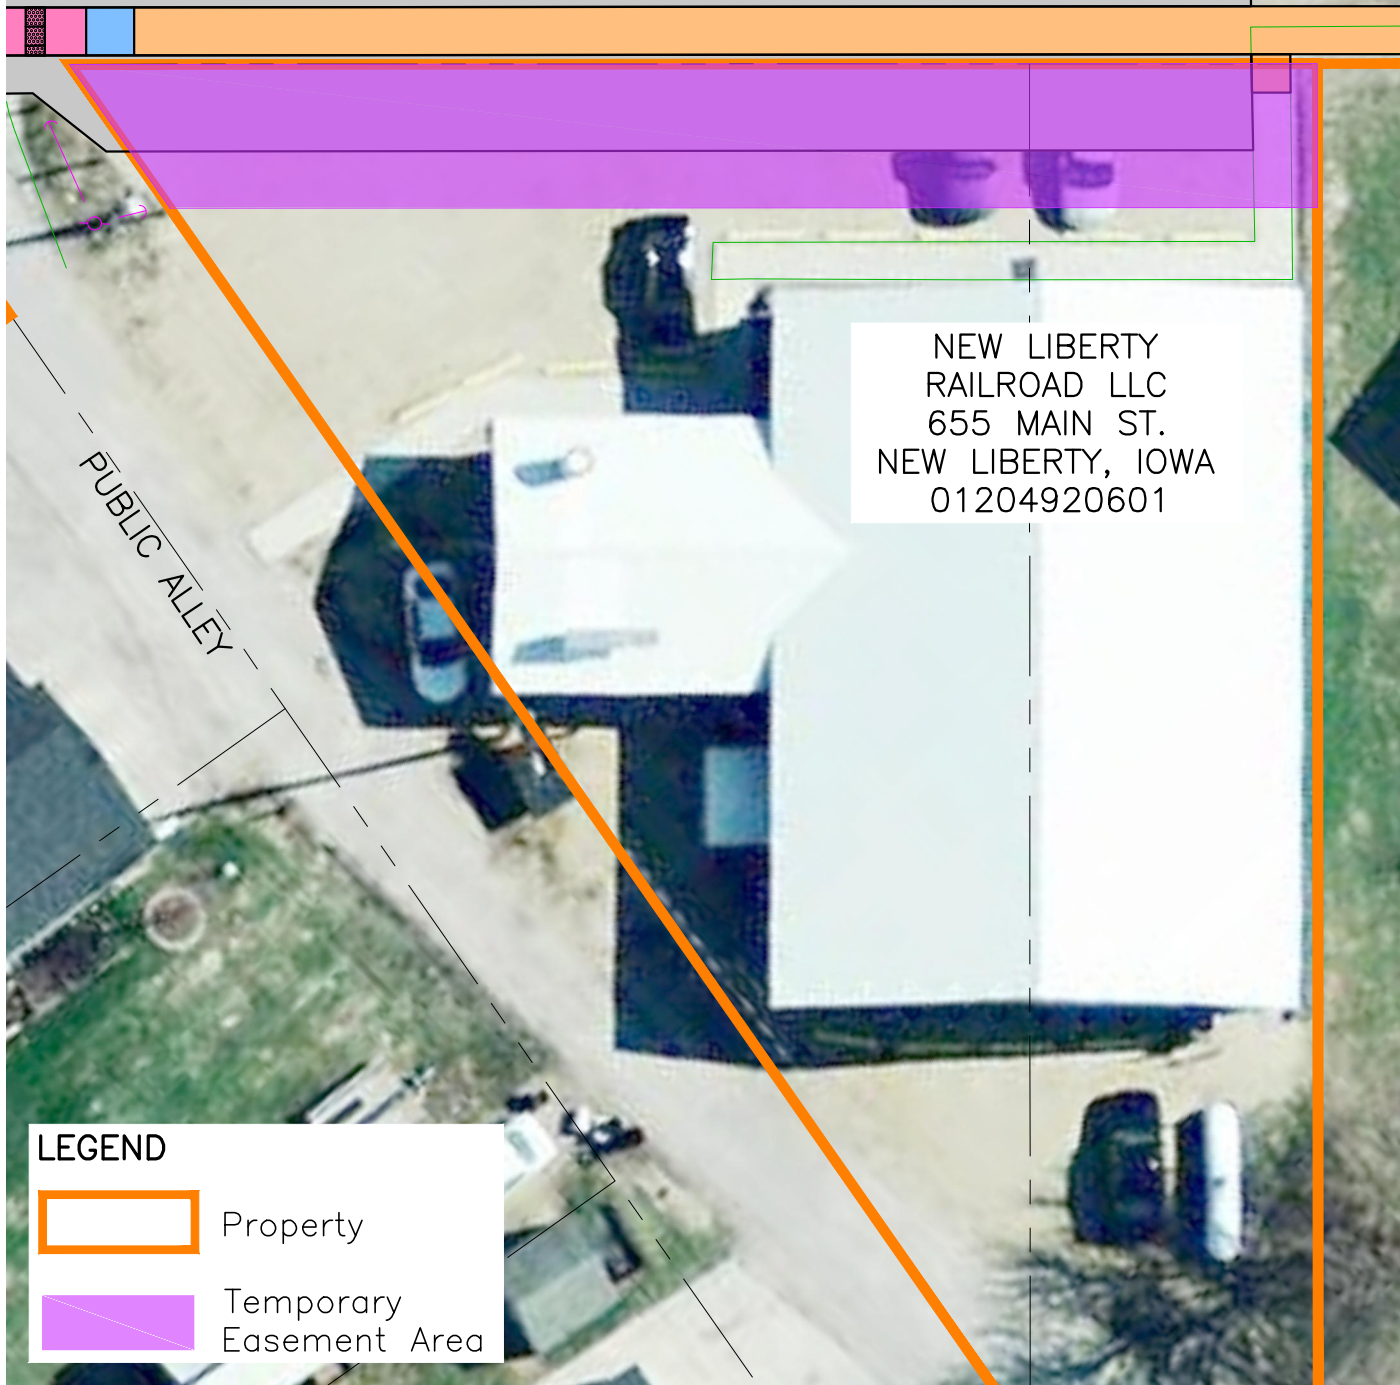 NEW LIBERTY
RAILROAD LLC
655 MAIN ST.
NEW LIBERTY, IOWA
01204920601
PUBLIC ALLEY
LEGEND
Property
Temporary
Easement Area